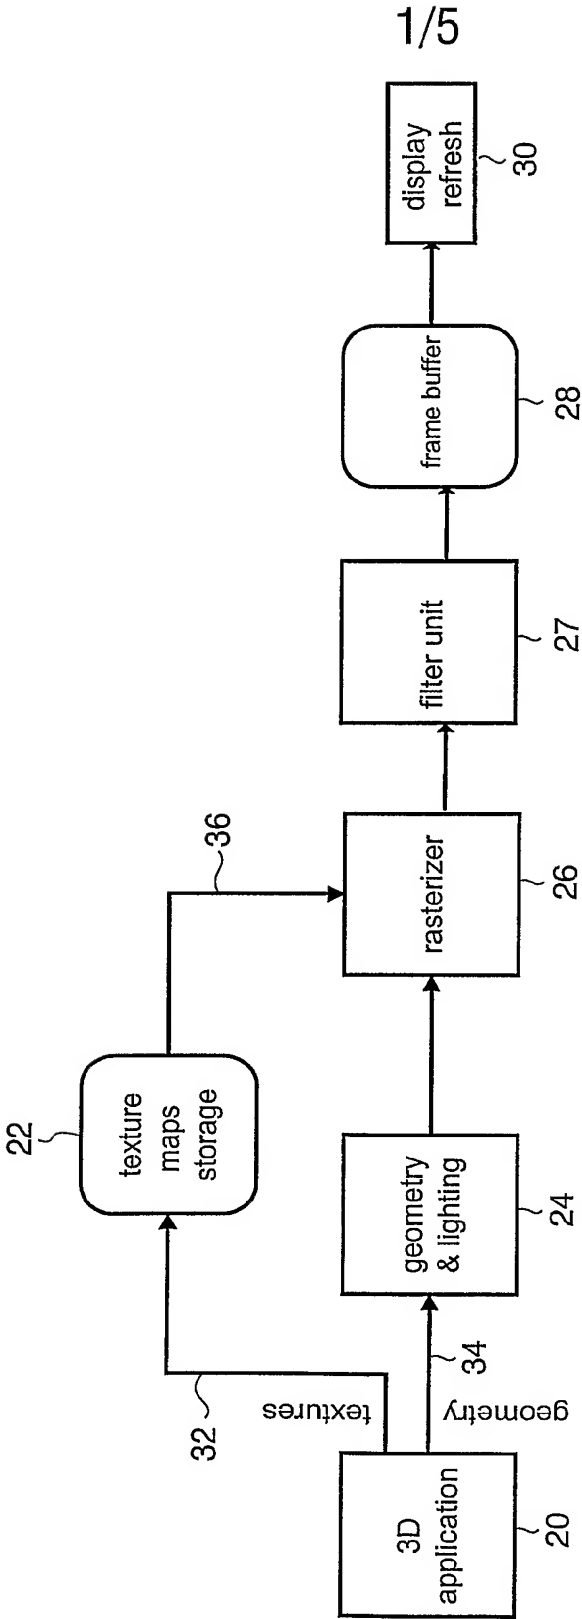 1/5
display
refresh
30
frame buffer
28
filter unit
27
36
rasterizer
26
22
texture
maps
storage
geometry
& lighting
24
32
textures
34
geometry
3D
application
20